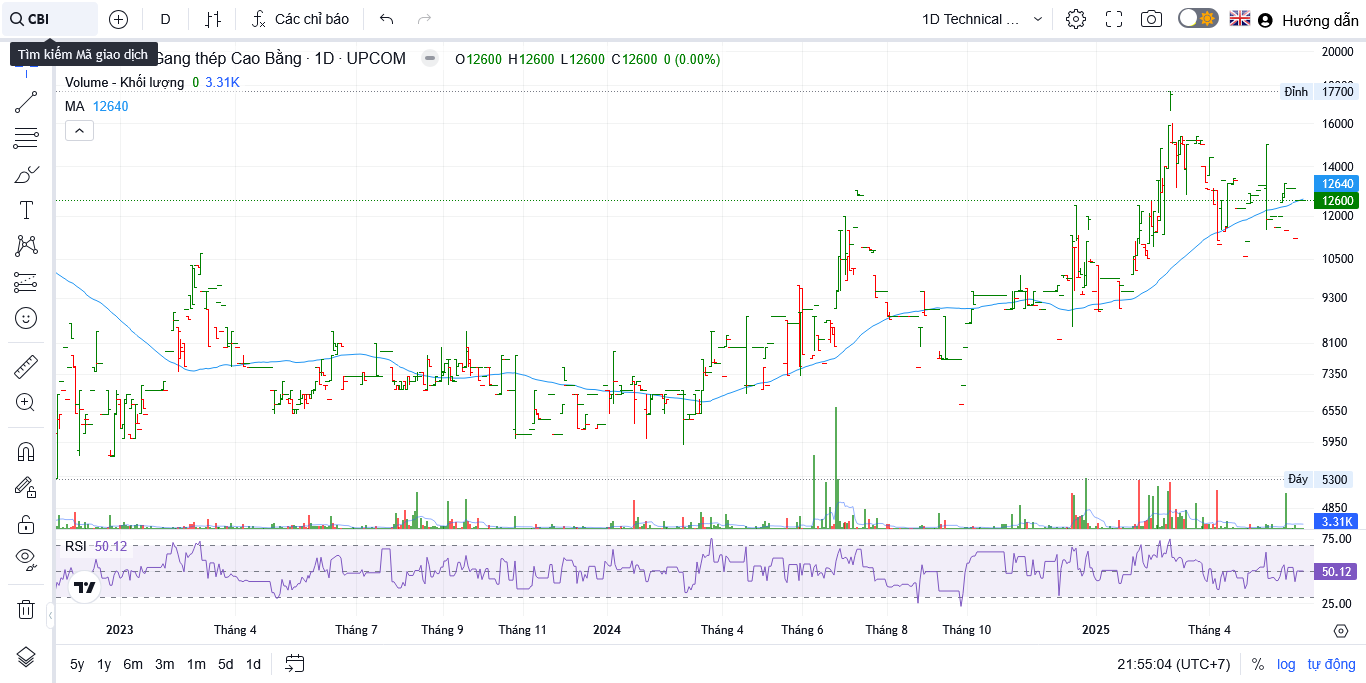 CBI
D
Các chỉ báo
1D Technical ...
Hướng dẫn
Tìm kiếm Mã giao dịch
Gang thép Cao Bằng · 1D · UPCOM
O12600 H12600 L12600 C12600 0 (0.00%)
Volume - Khối lượng 0 3.31K
MA 12640
20000
Đỉnh 17700
16000
14000
12640
12600
12000
10500
9300
8100
7350
6550
5950
Đáy 5300
4850
3.31K
RSI 50.12
75.00
50.12
25.00
2023 Tháng 4 Tháng 7 Tháng 9 Tháng 11 2024 Tháng 4 Tháng 6 Tháng 8 Tháng 10 2025 Tháng 4
5y 1y 6m 3m 1m 5d 1d
21:55:04 (UTC+7) % log tự động